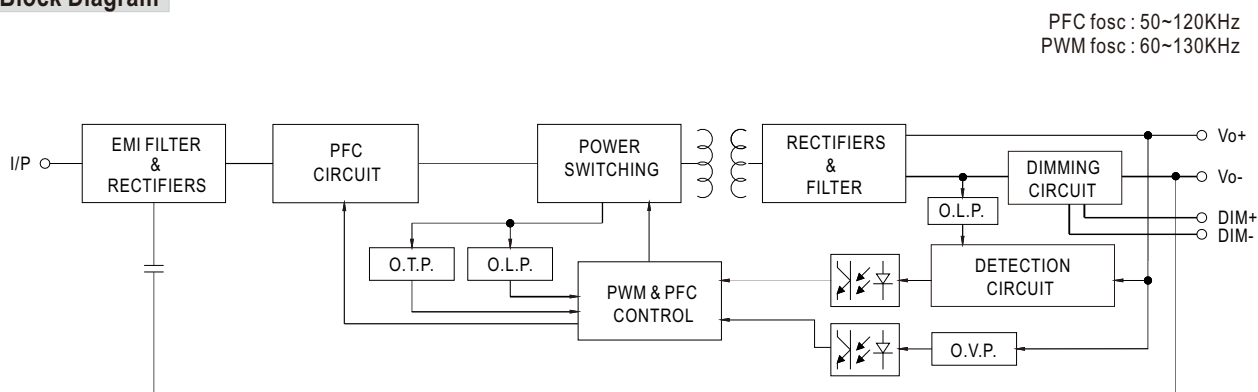 Block Diagram
PFC fosc : 50~120KHz
PWM fosc : 60~130KHz
I/P
EMI FILTER
&
RECTIFIERS
PFC
CIRCUIT
POWER
SWITCHING
RECTIFIERS
&
FILTER
DIMMING
CIRCUIT
Vo+
Vo-
DIM+
DIM-
O.L.P.
O.T.P.
O.L.P.
PWM & PFC
CONTROL
DETECTION
CIRCUIT
O.V.P.